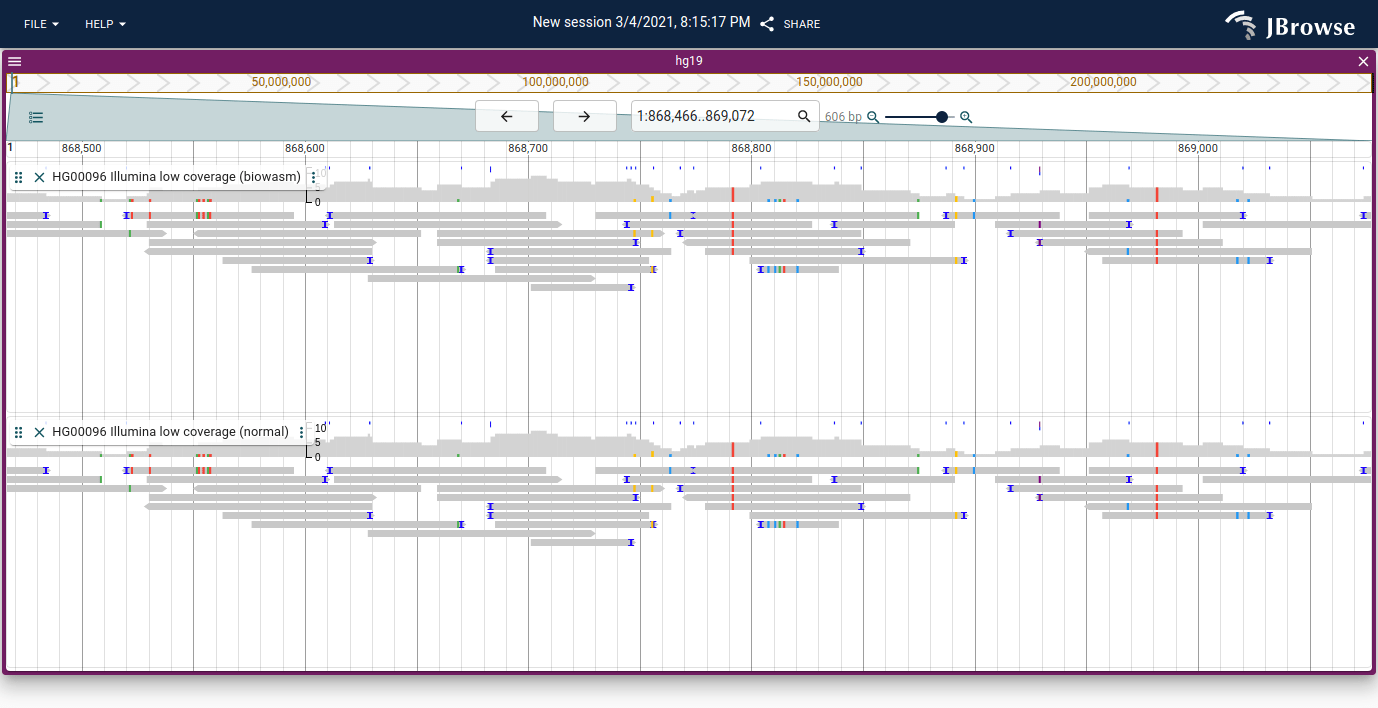 FILE HELP New session 3/4/2021, 8:15:17 PM SHARE JBrowse
hg19
1 50,000,000 100,000,000 150,000,000 200,000,000
1:868,466..869,072 606 bp
1 868,500 868,600 868,700 868,800 868,900 869,000
HG00096 Illumina low coverage (biowasm) 10
5
0
HG00096 Illumina low coverage (normal) 10
5
0